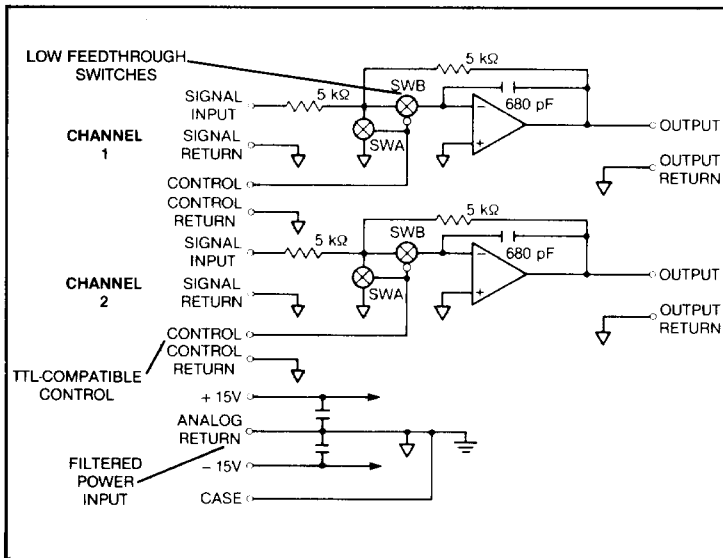 LOW FEEDTHROUGH
SWITCHES
5 kΩ
SWB
SIGNAL
INPUT
5 kΩ
680 pF
−
+
OUTPUT
CHANNEL
1
SIGNAL
RETURN
SWA
OUTPUT
RETURN
CONTROL
CONTROL
RETURN
5 kΩ
SWB
SIGNAL
INPUT
5 kΩ
680 pF
−
+
OUTPUT
CHANNEL
2
SIGNAL
RETURN
SWA
OUTPUT
RETURN
CONTROL
CONTROL
RETURN
TTL-COMPATIBLE
CONTROL
+ 15V
ANALOG
RETURN
− 15V
FILTERED
POWER
INPUT
CASE